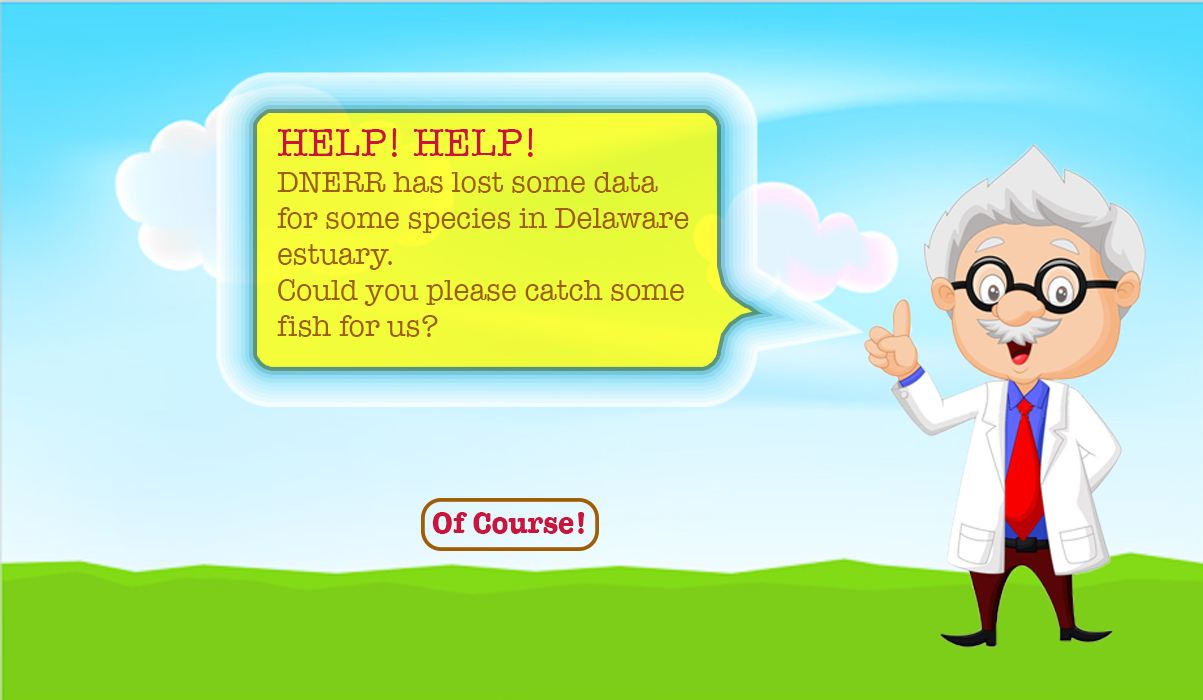 HELP! HELP!
DNERR has lost some data
for some species in Delaware
estuary.
Could you please catch some
fish for us?
Of Course!